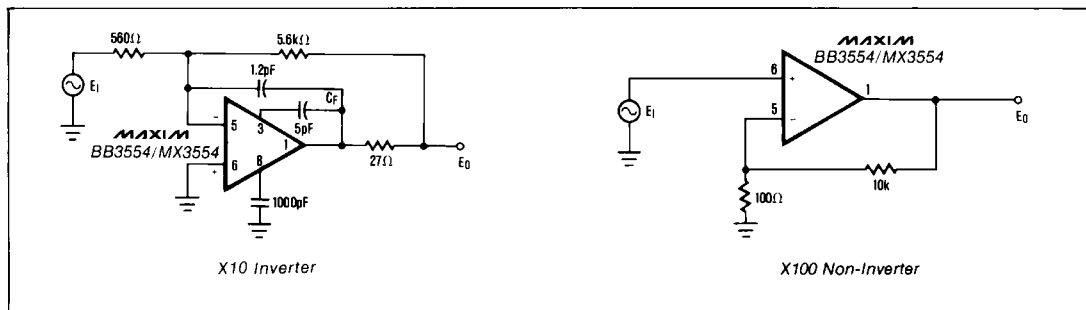 560Ω
5.6kΩ
1.2pF
CF
E1
3
5pF
−
5
1
MAXIM
BB3554/MX3554
6
+
8
27Ω
E0
1000pF
X10 Inverter
MAXIM
BB3554/MX3554
6
+
1
5
−
E1
E0
10k
100Ω
X100 Non-Inverter